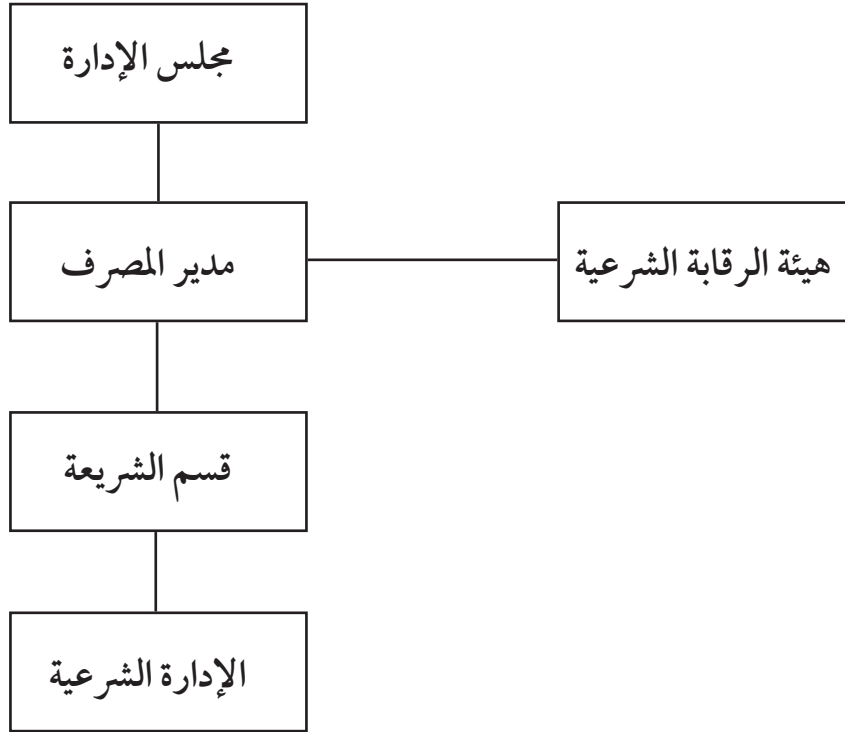 مجلس الإدارة
مدير المصرف
هيئة الرقابة الشرعية
قسم الشريعة
الإدارة الشرعية